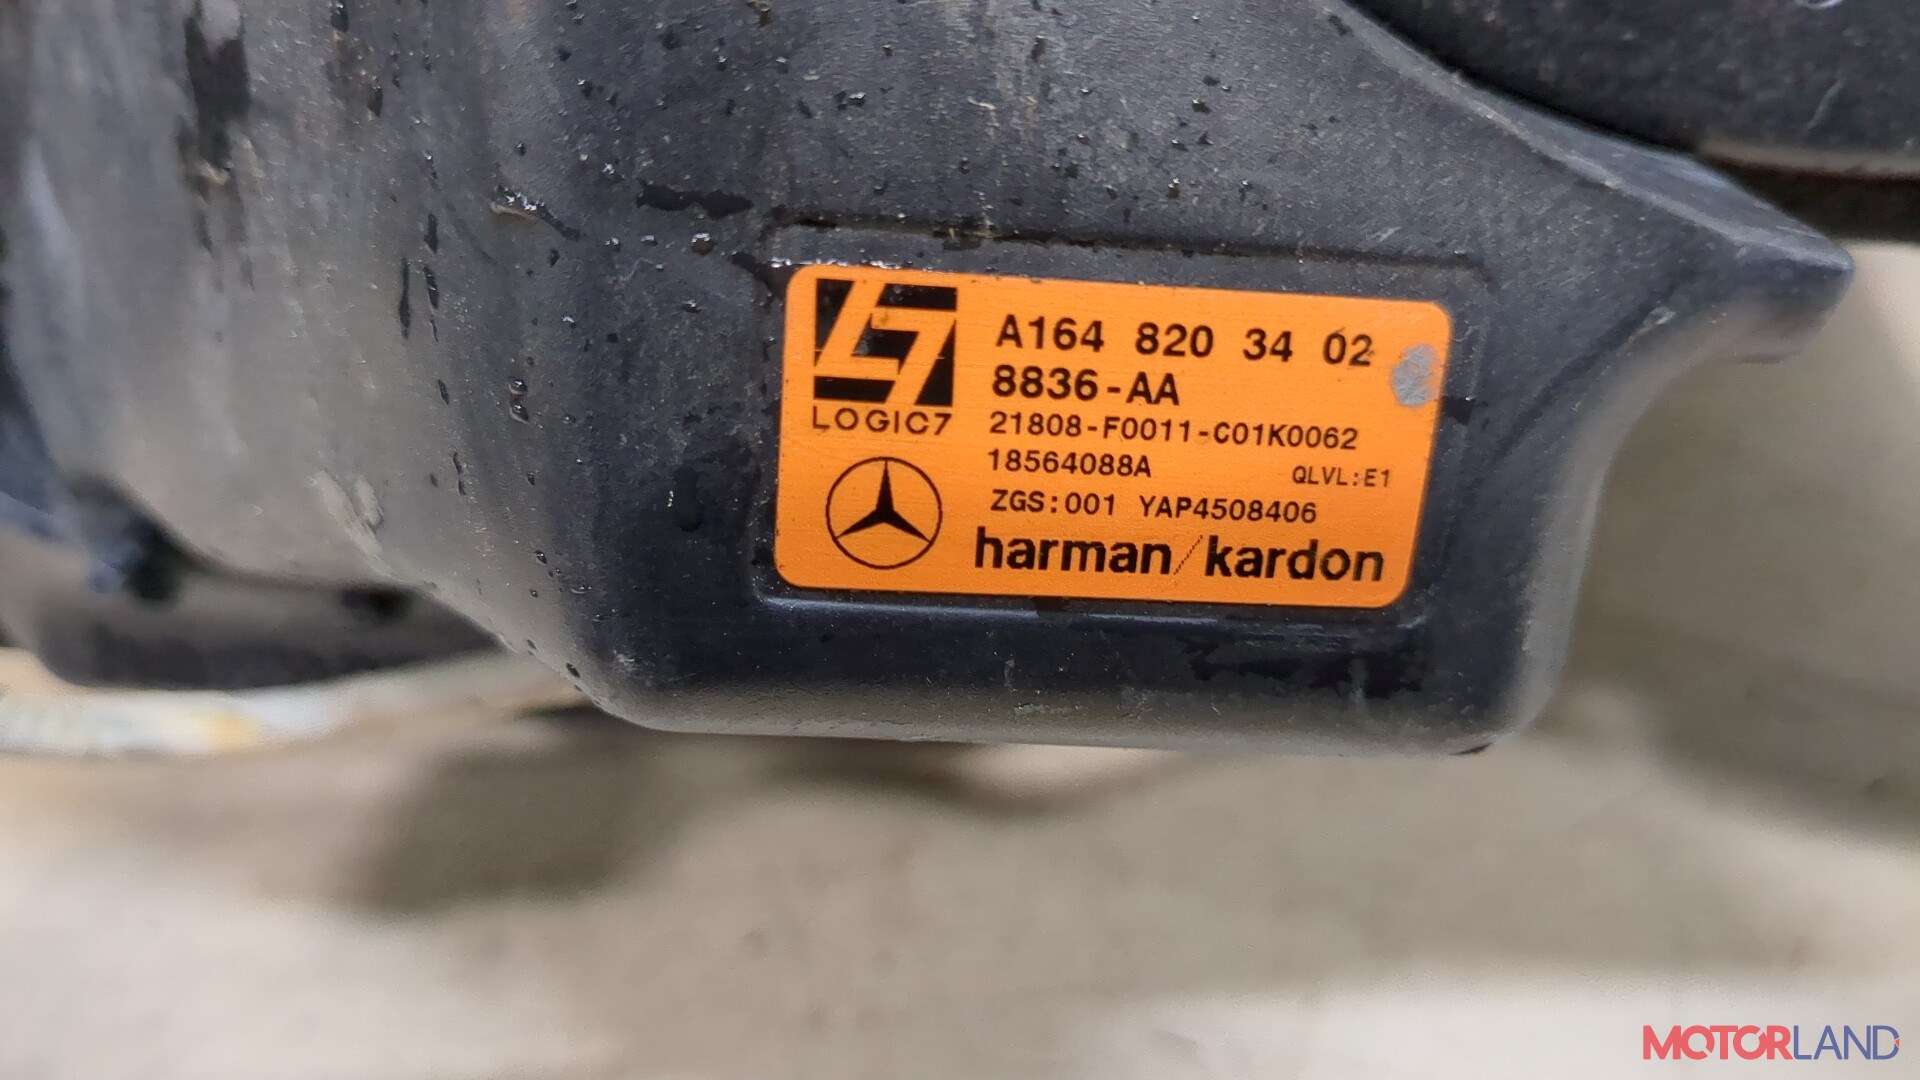 A164 820 34 02
8836-AA
LOGIC7
21808-F0011-C01K0062
18564088A QLVL:E1
ZGS:001 YAP4508406
harman/kardon
MOTORLAND